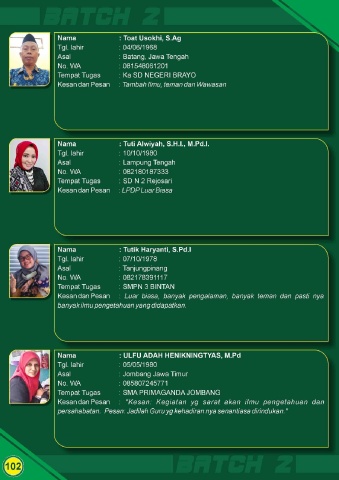 BATCH 2
Nama : Toat Usokhi, S.Ag
Tgl. lahir : 04/06/1968
Asal : Batang, Jawa Tengah
No. WA : 081548061201
Tempat Tugas : Ks SD NEGERI BRAYO
Kesan dan Pesan : Tambah Ilmu, teman dan Wawasan
Nama : Tuti Alwiyah, S.H.I., M.Pd.I.
Tgl. lahir : 10/10/1980
Asal : Lampung Tengah
No. WA : 082180187333
Tempat Tugas : SD N 2 Rejosari
Kesan dan Pesan : LPDP Luar Biasa
Nama : Tutik Haryanti, S.Pd.I
Tgl. lahir : 07/10/1978
Asal : Tanjungpinang
No. WA : 082178391117
Tempat Tugas : SMPN 3 BINTAN
Kesan dan Pesan : Luar biasa, banyak pengalaman, banyak teman dan pasti nya
banyak ilmu pengetahuan yang didapatkan.
Nama : ULFU ADAH HENIKNINGTYAS, M.Pd
Tgl. lahir : 05/05/1980
Asal : Jombang Jawa Timur
No. WA : 085807245771
Tempat Tugas : SMA PRIMAGANDA JOMBANG
Kesan dan Pesan : "Kesan: Kegiatan yg sarat akan ilmu pengetahuan dan
persahabatan. Pesan: Jadilah Guru yg kehadiran nya senantiasa dirindukan."
102
BATCH 2